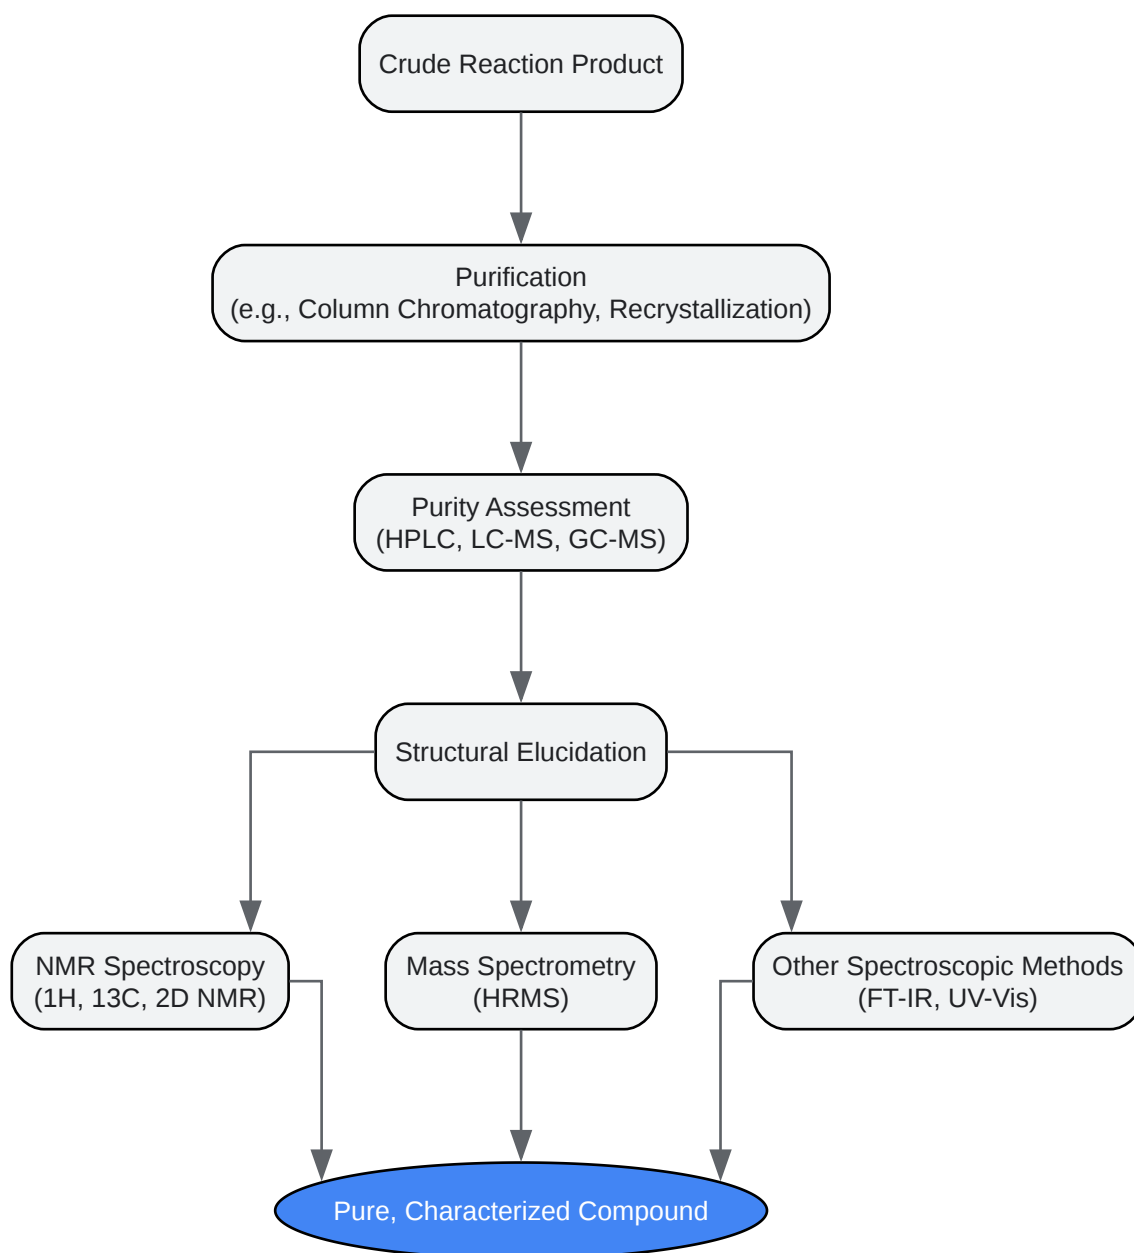 Crude Reaction Product
Purification
(e.g., Column Chromatography, Recrystallization)
Purity Assessment
(HPLC, LC-MS, GC-MS)
Structural Elucidation
NMR Spectroscopy
(1H, 13C, 2D NMR)
Mass Spectrometry
(HRMS)
Other Spectroscopic Methods
(FT-IR, UV-Vis)
Pure, Characterized Compound